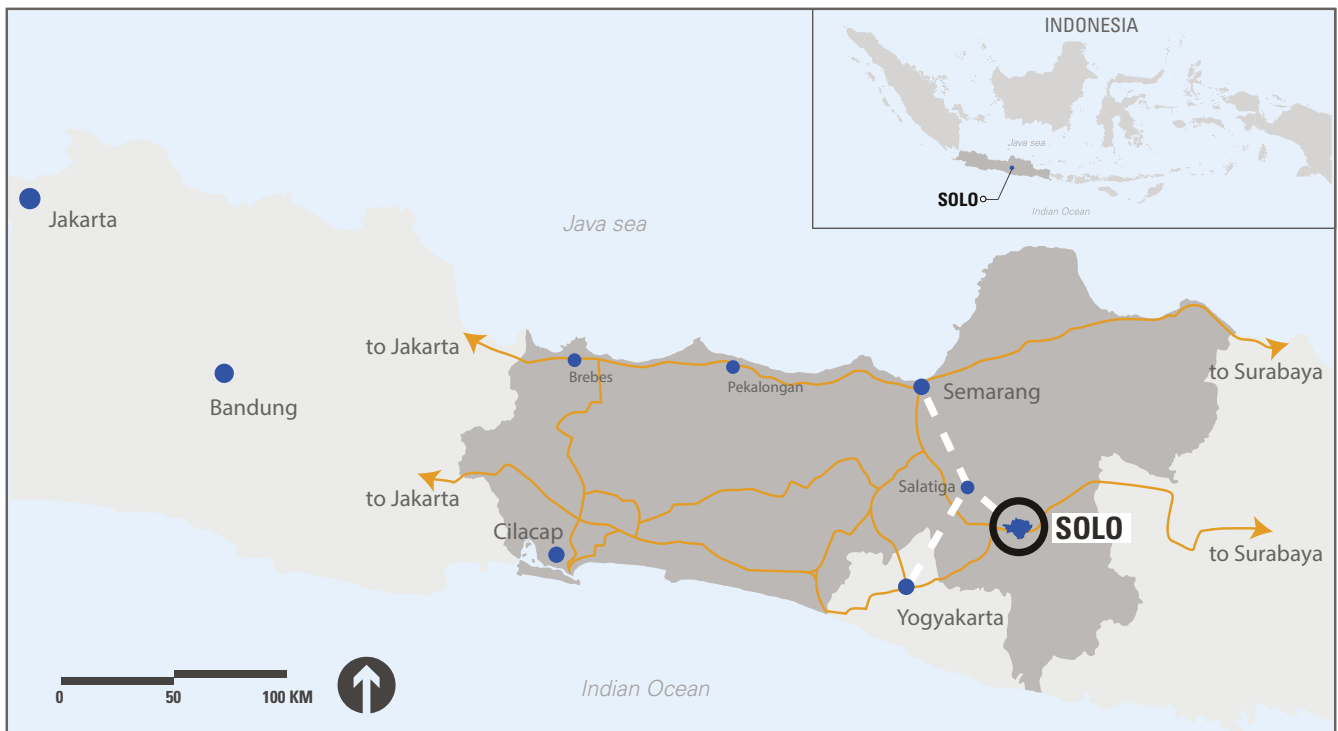 INDONESIA
Java sea
SOLO
Indian Ocean
Jakarta
Java sea
to Jakarta
Brebes
Pekalongan
to Surabaya
Bandung
Semarang
to Jakarta
Salatiga
Cilacap
SOLO
to Surabaya
Yogyakarta
0 50 100 KM
Indian Ocean